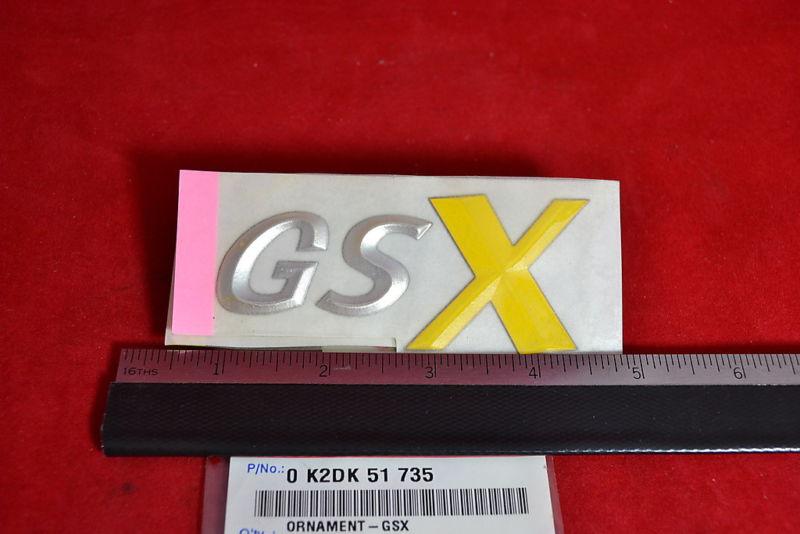 GSX
16THS 1 2 3 4 5 6
P/No.: 0 K2DK 51 735
ORNAMENT-GSX